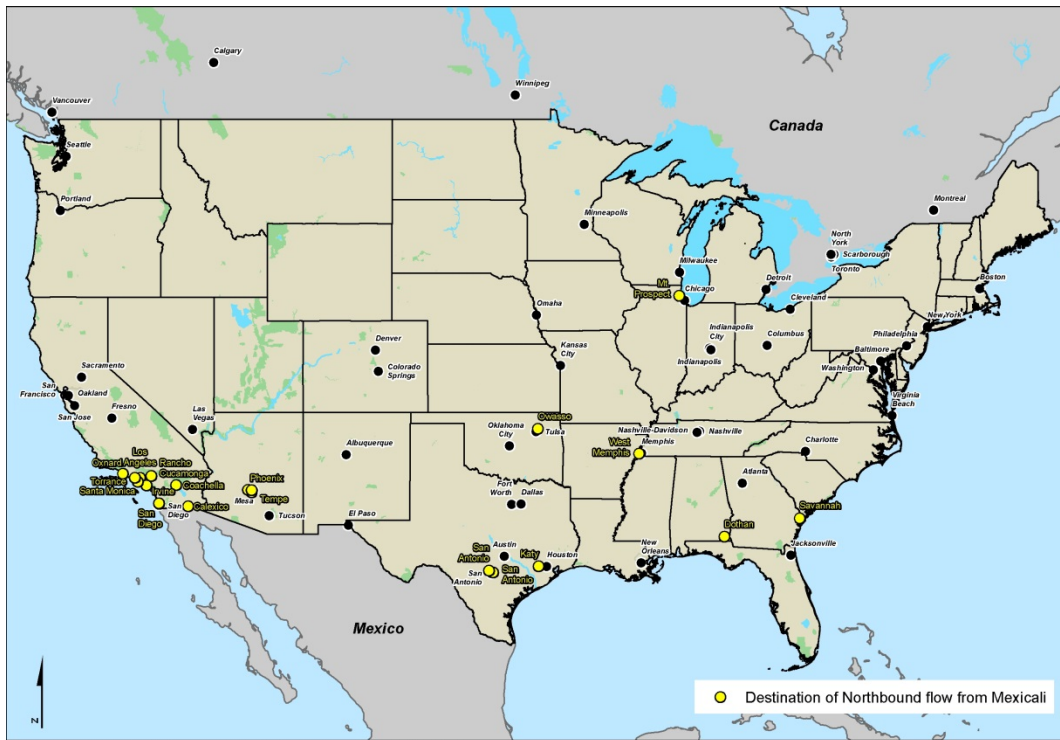 Calgary
Winnipeg
Vancouver
Canada
Seattle
Montreal
Portland
Minneapolis
North
York
Scarborough
Toronto
Milwaukee
Boston
Mt.
Prospect
Chicago
Detroit
Cleveland
Omaha
New York
Indianapolis
City
Columbus
Philadelphia
Denver
Kansas
City
Indianapolis
Baltimore
Colorado
Springs
Washington
Sacramento
San
Francisco
Oakland
San Jose
Fresno
Las
Vegas
Virginia
Beach
Owasso
Oklahoma
City
Tulsa
Nashville-Davidson
Nashville
Albuquerque
West
Memphis
Memphis
Charlotte
Los
Angeles
Oxnard
Rancho
Cucamonga
Torrance
Coachella
Santa Monica
Irvine
Phoenix
Mesa
Tempe
Atlanta
San
Diego
San
Diego
Calexico
Tucson
Fort
Worth
Dallas
Savannah
El Paso
Dothan
Austin
San
Antonio
Katy
Houston
New
Orleans
Jacksonville
San
Antonio
San
Antonio
Mexico
N
Destination of Northbound flow from Mexicali